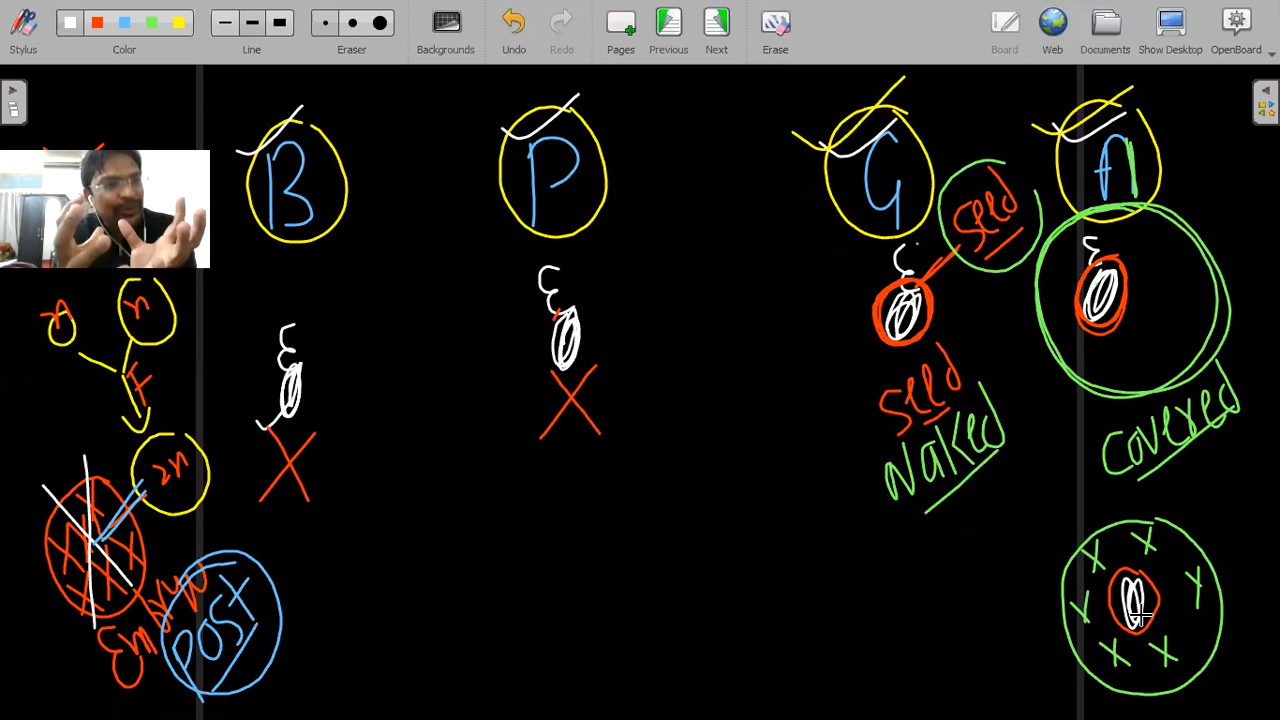 Stylus Color Line Eraser Backgrounds Undo Redo Pages Previous Next Erase Board Web Documents Show Desktop OpenBoard
B P G A
Seed
ε ε ε ε
n n
F
Seed
Naked
Covered
2n
X X
X X X X
X X
Embryo
POST
X X X X X X